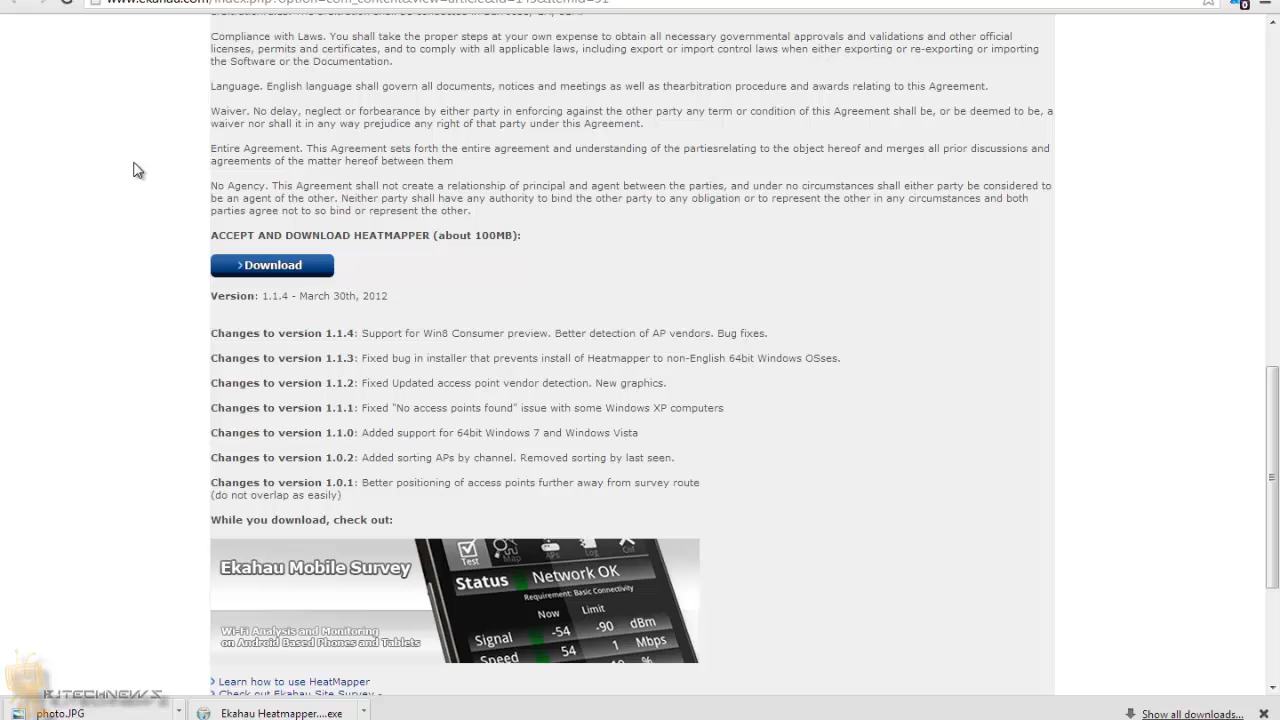 Compliance with Laws. You shall take the proper steps at your own expense to obtain all necessary governmental approvals and validations and other official
licenses, permits and certificates, and to comply with all applicable laws, including export or import control laws when either exporting or re-exporting or importing
the Software or the Documentation.
Language. English language shall govern all documents, notices and meetings as well as thearbitration procedure and awards relating to this Agreement.
Waiver. No delay, neglect or forbearance by either party in enforcing against the other party any term or condition of this Agreement shall be, or be deemed to be, a
waiver nor shall it in any way prejudice any right of that party under this Agreement.
Entire Agreement. This Agreement sets forth the entire agreement and understanding of the partiesrelating to the object hereof and merges all prior discussions and
agreements of the matter hereof between them
No Agency. This Agreement shall not create a relationship of principal and agent between the parties, and under no circumstances shall either party be considered to
be an agent of the other. Neither party shall have any authority to bind the other party to any obligation or to represent the other in any circumstances and both
parties agree not to so bind or represent the other.
ACCEPT AND DOWNLOAD HEATMAPPER (about 100MB):
Download
Version: 1.1.4 - March 30th, 2012
Changes to version 1.1.4: Support for Win8 Consumer preview. Better detection of AP vendors. Bug fixes.
Changes to version 1.1.3: Fixed bug in installer that prevents install of Heatmapper to non-English 64bit Windows OSses.
Changes to version 1.1.2: Fixed Updated access point vendor detection. New graphics.
Changes to version 1.1.1: Fixed "No access points found" issue with some Windows XP computers
Changes to version 1.1.0: Added support for 64bit Windows 7 and Windows Vista
Changes to version 1.0.2: Added sorting APs by channel. Removed sorting by last seen.
Changes to version 1.0.1: Better positioning of access points further away from survey route
(do not overlap as easily)
While you download, check out:
Ekahau Mobile Survey
Wi-Fi Analysis and Monitoring
on Android Based Phones and Tablets
Test Map APs Log
Status Network OK
Requirement: Basic Connectivity
Now Limit
Signal -54 -90 dBm
Speed 54 1 Mbps
%
Learn how to use HeatMapper
Check out Ekahau Site Survey -
BJTECHNEWS
photo.JPG
Ekahau Heatmapper....exe
Show all downloads...
0